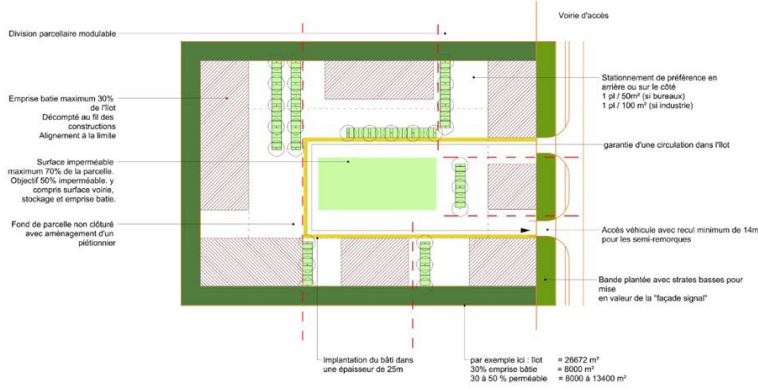 Voirie d'accès
Division parcellaire modulable
Stationnement de préférence en
arrière ou sur le côté
1 pl / 50m² (si bureaux)
1 pl / 100 m² (si industrie)
Emprise batie maximum 30%
de l'îlot
Décompté au fil des
constructions
Alignement à la limite
garantie d'une circulation dans l'îlot
Surface imperméable
maximum 70% de la parcelle.
Objectif 50% imperméable, y
compris surface voirie,
stockage et emprise batie.
Fond de parcelle non clôturé
avec aménagement d'un
piétionnier
Accès véhicule avec recul minimum de 14m
pour les semi-remorques
Bande plantée avec strates basses pour
mise
en valeur de la "façade signal"
Implantation du bâti dans
une épaisseur de 25m
par exemple ici : îlot = 26672 m²
30% emprise bâtie = 8000 m²
30 à 50 % perméable = 8000 à 13400 m²